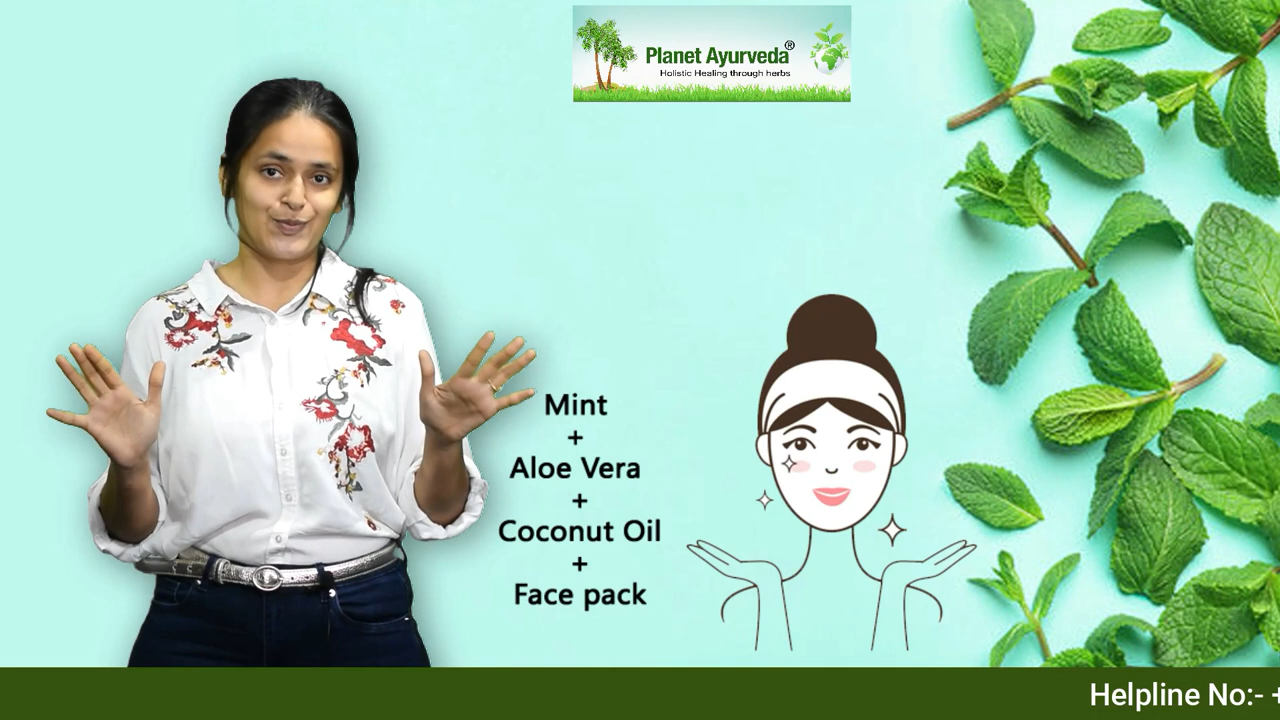 Planet Ayurveda®
Holistic Healing through herbs
Mint
+
Aloe Vera
+
Coconut Oil
+
Face pack
Helpline No:- +